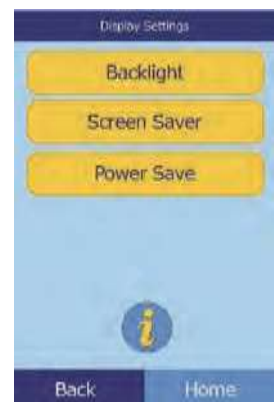 Display Settings
Backlight
Screen Saver
Power Save
i
Back Home